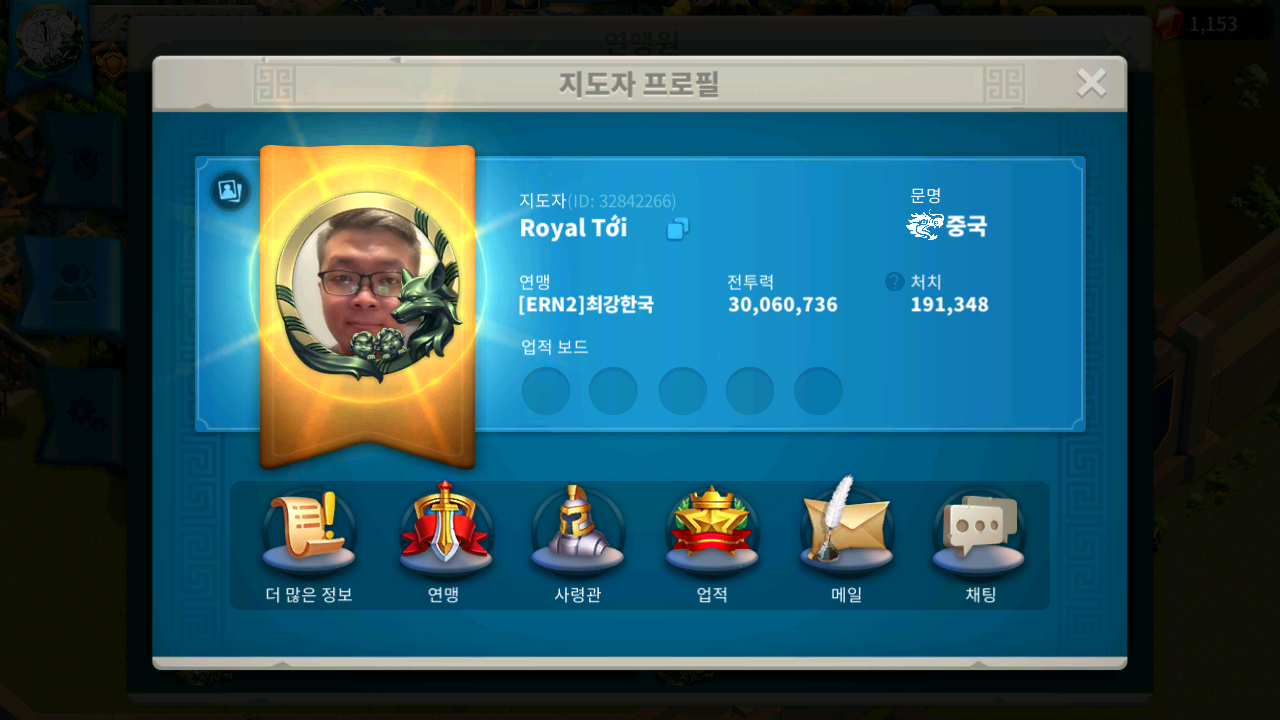 연맹원
1,153
지도자 프로필
지도자(ID: 32842266)
Royal Tới
문명
중국
연맹
[ERN2]최강한국
전투력
30,060,736
? 처치
191,348
업적 보드
더 많은 정보
연맹
사령관
업적
메일
채팅